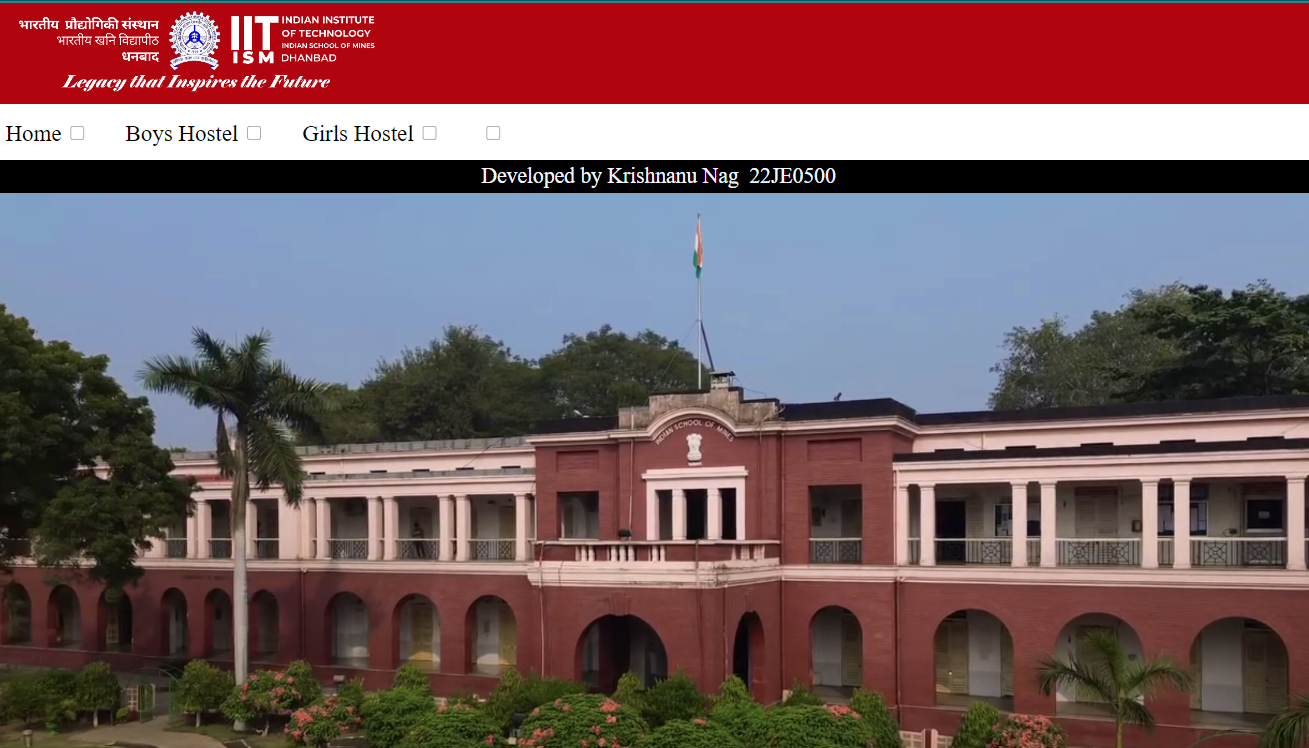 भारतीय प्रौद्योगिकी संस्थान
भारतीय खनि विद्यापीठ
धनबाद
IIT
ISM
INDIAN INSTITUTE
OF TECHNOLOGY
INDIAN SCHOOL OF MINES
DHANBAD
Legacy that Inspires the Future
Home Boys Hostel Girls Hostel
Developed by Krishnanu Nag 22JE0500
INDIAN SCHOOL OF MINES